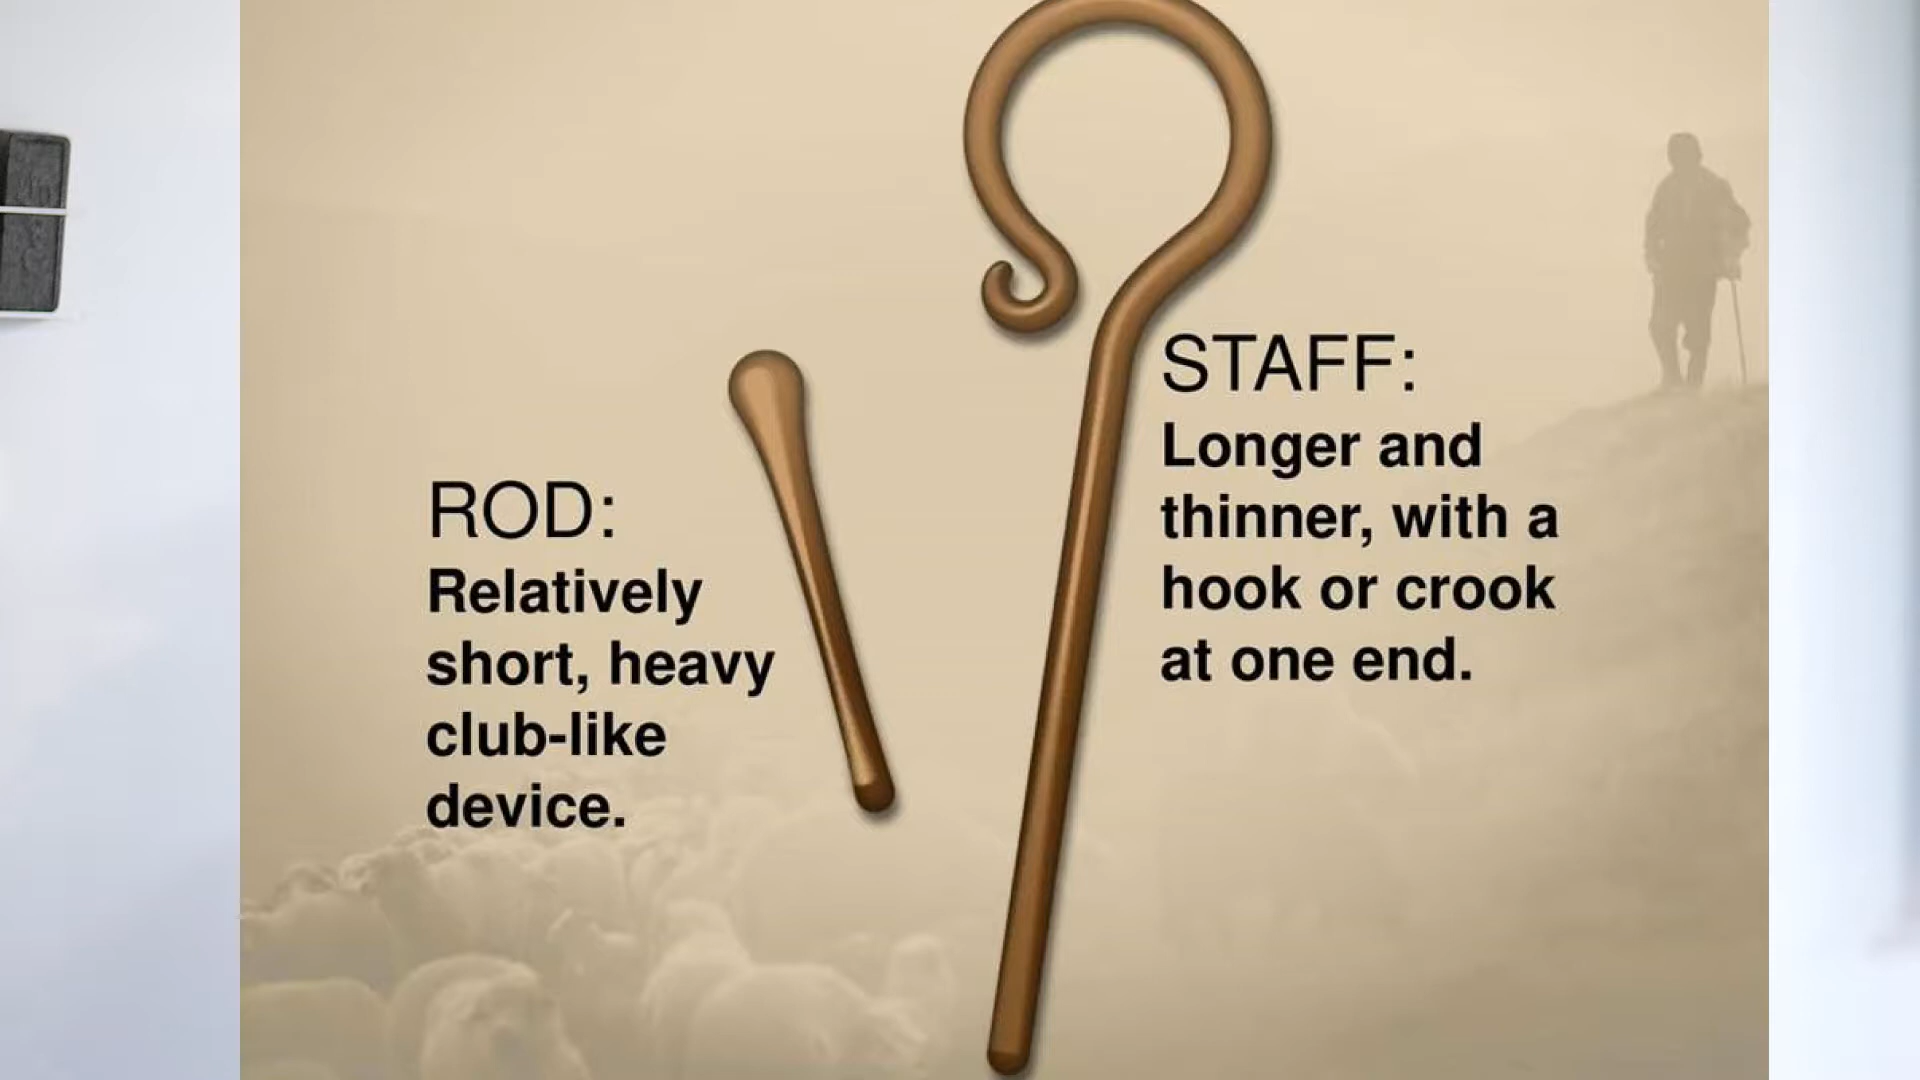 ROD:
Relatively
short, heavy
club-like
device.
STAFF:
Longer and
thinner, with a
hook or crook
at one end.